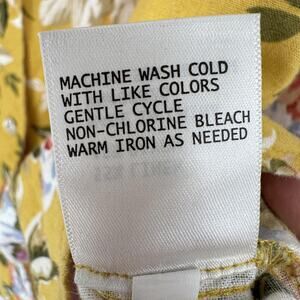 MACHINE WASH COLD
WITH LIKE COLORS
GENTLE CYCLE
NON-CHLORINE BLEACH
WARM IRON AS NEEDED